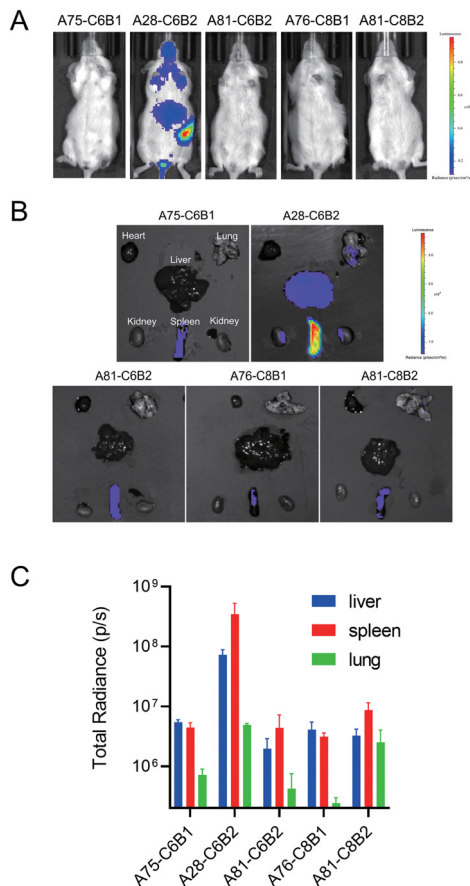 A
A75-C6B1 A28-C6B2 A81-C6B2 A76-C8B1 A81-C8B2
Luminescence
Radiance (p/sec/cm²/sr)
B
A75-C6B1 A28-C6B2
Heart Lung
Liver
Kidney Spleen Kidney
Luminescence
Radiance (p/sec/cm²/sr)
A81-C6B2 A76-C8B1 A81-C8B2
C
Total Radiance (p/s)
10⁹
10⁸
10⁷
10⁶
liver
spleen
lung
A75-C6B1
A28-C6B2
A81-C6B2
A76-C8B1
A81-C8B2